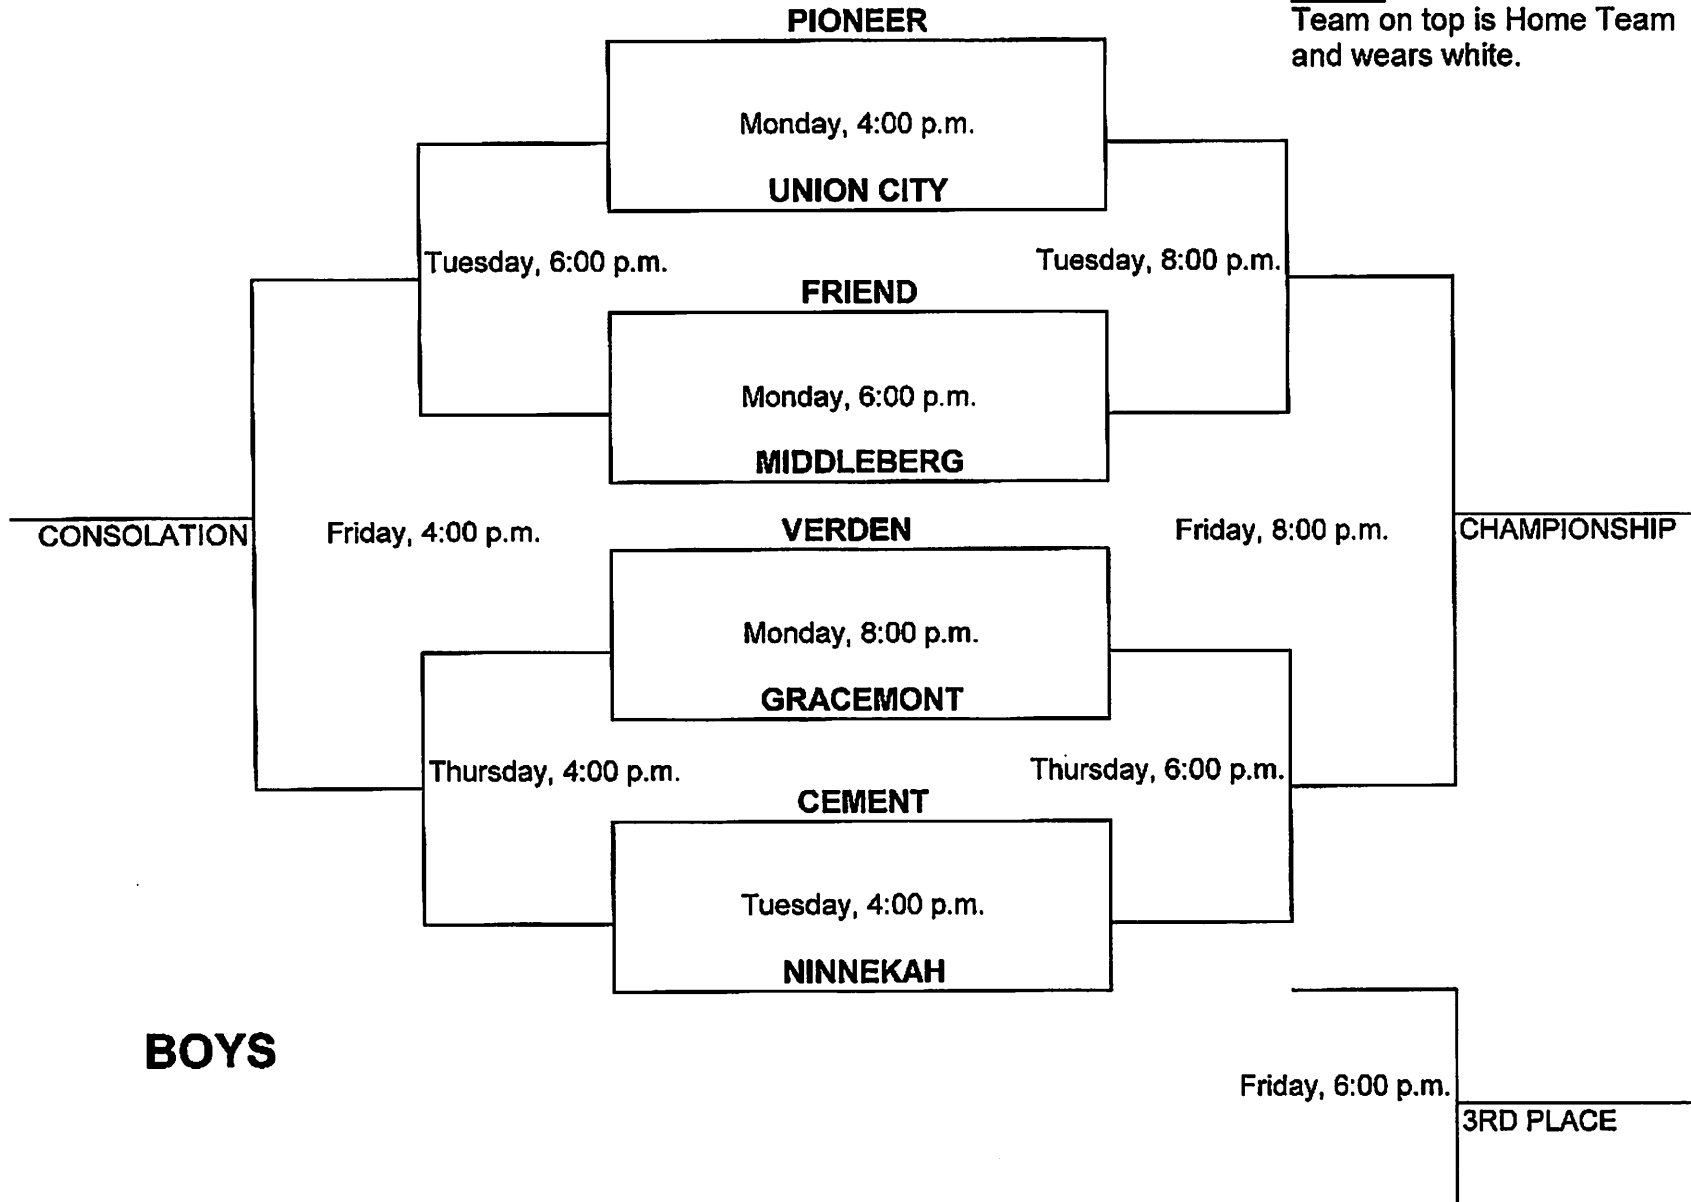 PIONEER
Team on top is Home Team
and wears white.
Monday, 4:00 p.m.
UNION CITY
Tuesday, 6:00 p.m.
Tuesday, 8:00 p.m.
FRIEND
Monday, 6:00 p.m.
MIDDLEBERG
CONSOLATION
Friday, 4:00 p.m.
VERDEN
Friday, 8:00 p.m.
CHAMPIONSHIP
Monday, 8:00 p.m.
GRACEMONT
Thursday, 4:00 p.m.
Thursday, 6:00 p.m.
CEMENT
Tuesday, 4:00 p.m.
NINNEKAH
BOYS
Friday, 6:00 p.m.
3RD PLACE